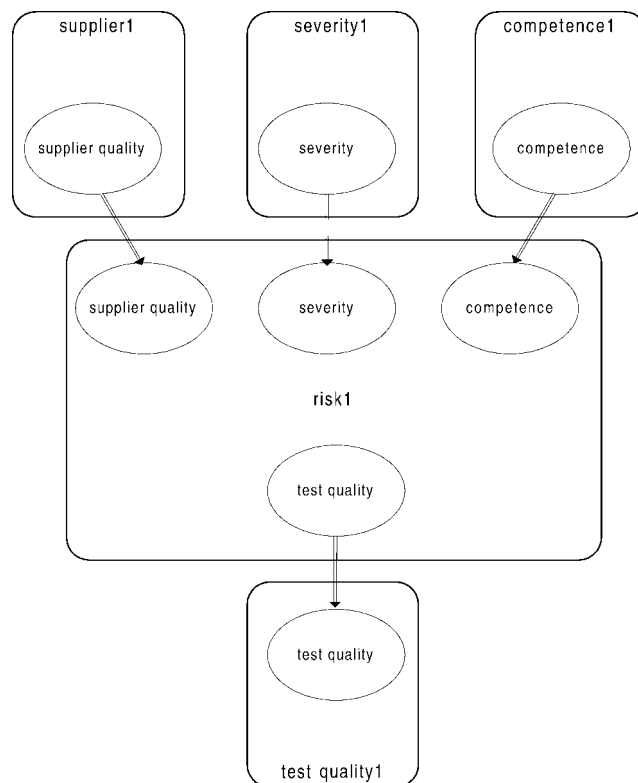 supplier1
severity1
competence1
supplier quality
severity
competence
supplier quality
severity
competence
risk1
test quality
test quality
test quality1